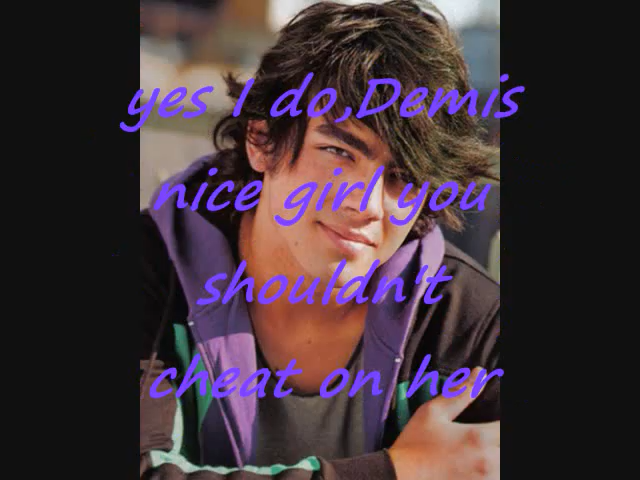 yes I do,Demis
nice girl you
shouldn't
cheat on her